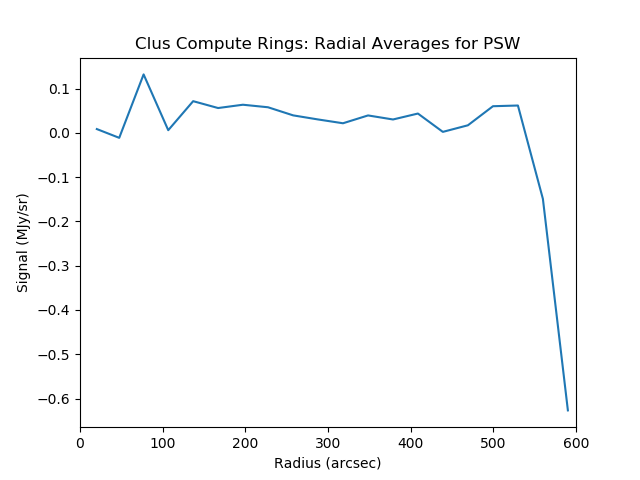 Clus Compute Rings: Radial Averages for PSW
0.1
0.0
−0.1
−0.2
−0.3
−0.4
−0.5
−0.6
Signal (MJy/sr)
0 100 200 300 400 500 600
Radius (arcsec)